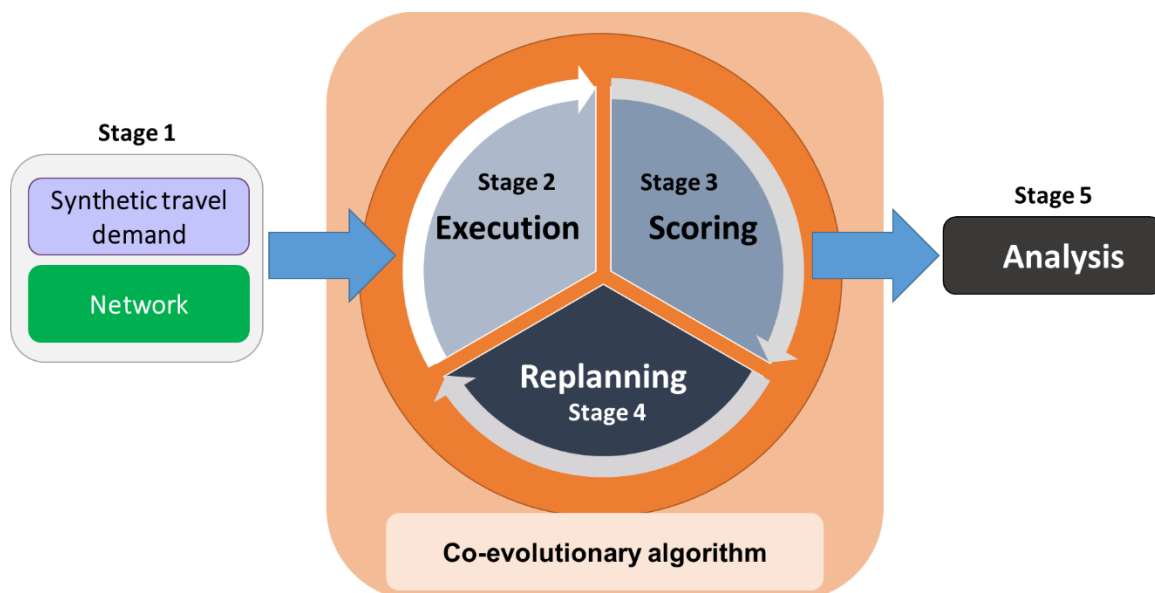 Stage 1
Synthetic travel
demand
Network
Stage 2
Execution
Stage 3
Scoring
Replanning
Stage 4
Co-evolutionary algorithm
Stage 5
Analysis